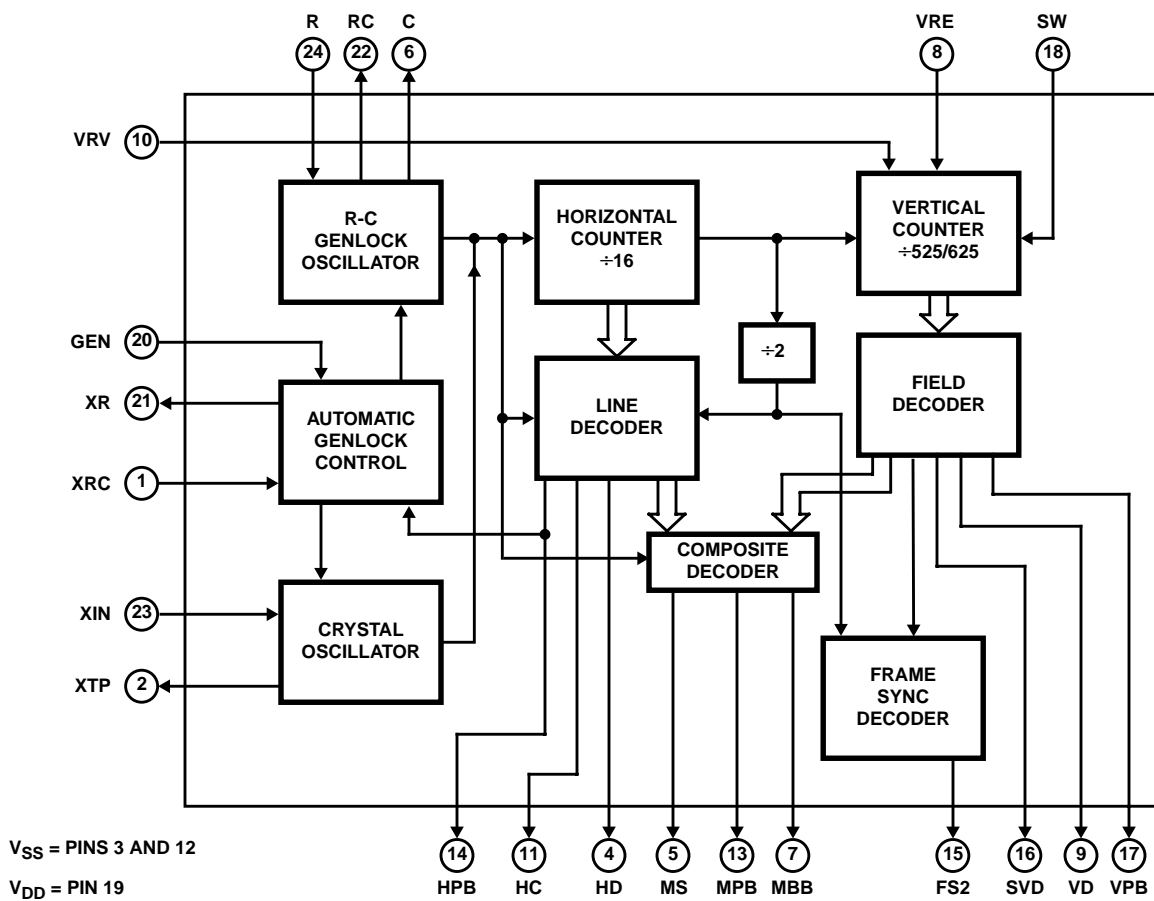 R RC C VRE SW
24 22 6 8 18
VRV 10
R-C
GENLOCK
OSCILLATOR
HORIZONTAL
COUNTER
÷16
VERTICAL
COUNTER
÷525/625
GEN 20
÷2
XR 21
AUTOMATIC
GENLOCK
CONTROL
LINE
DECODER
FIELD
DECODER
XRC 1
COMPOSITE
DECODER
XIN 23
CRYSTAL
OSCILLATOR
XTP 2
FRAME
SYNC
DECODER
VSS = PINS 3 AND 12
VDD = PIN 19
14 11 4 5 13 7 15 16 9 17
HPB HC HD MS MPB MBB FS2 SVD VD VPB